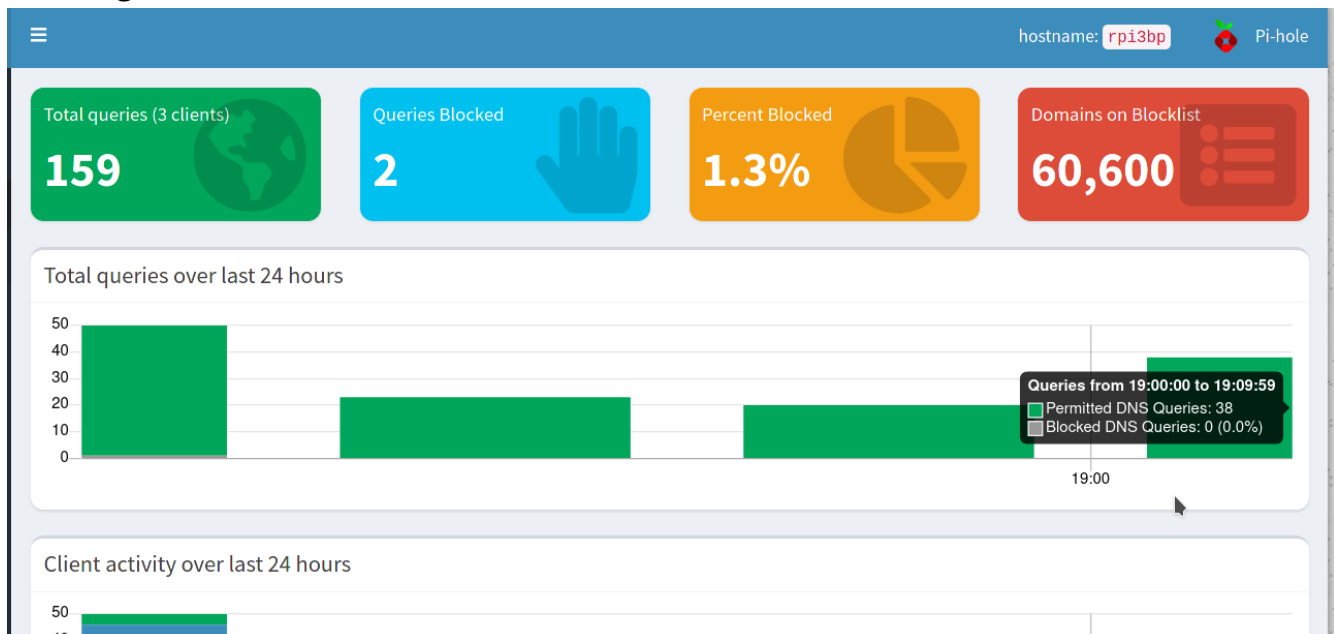 hostname: rpi3bp Pi-hole
Total queries (3 clients)
159
Queries Blocked
2
Percent Blocked
1.3%
Domains on Blocklist
60,600
Total queries over last 24 hours
50
40
30
20
10
0
Queries from 19:00:00 to 19:09:59
Permitted DNS Queries: 38
Blocked DNS Queries: 0 (0.0%)
19:00
Client activity over last 24 hours
50